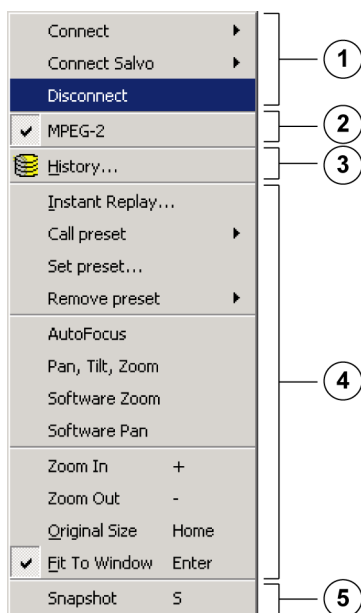 Connect
Connect Salvo
Disconnect
MPEG-2
History...
Instant Replay...
Call preset
Set preset...
Remove preset
AutoFocus
Pan, Tilt, Zoom
Software Zoom
Software Pan
Zoom In +
Zoom Out -
Original Size Home
Fit To Window Enter
Snapshot S
1
2
3
4
5